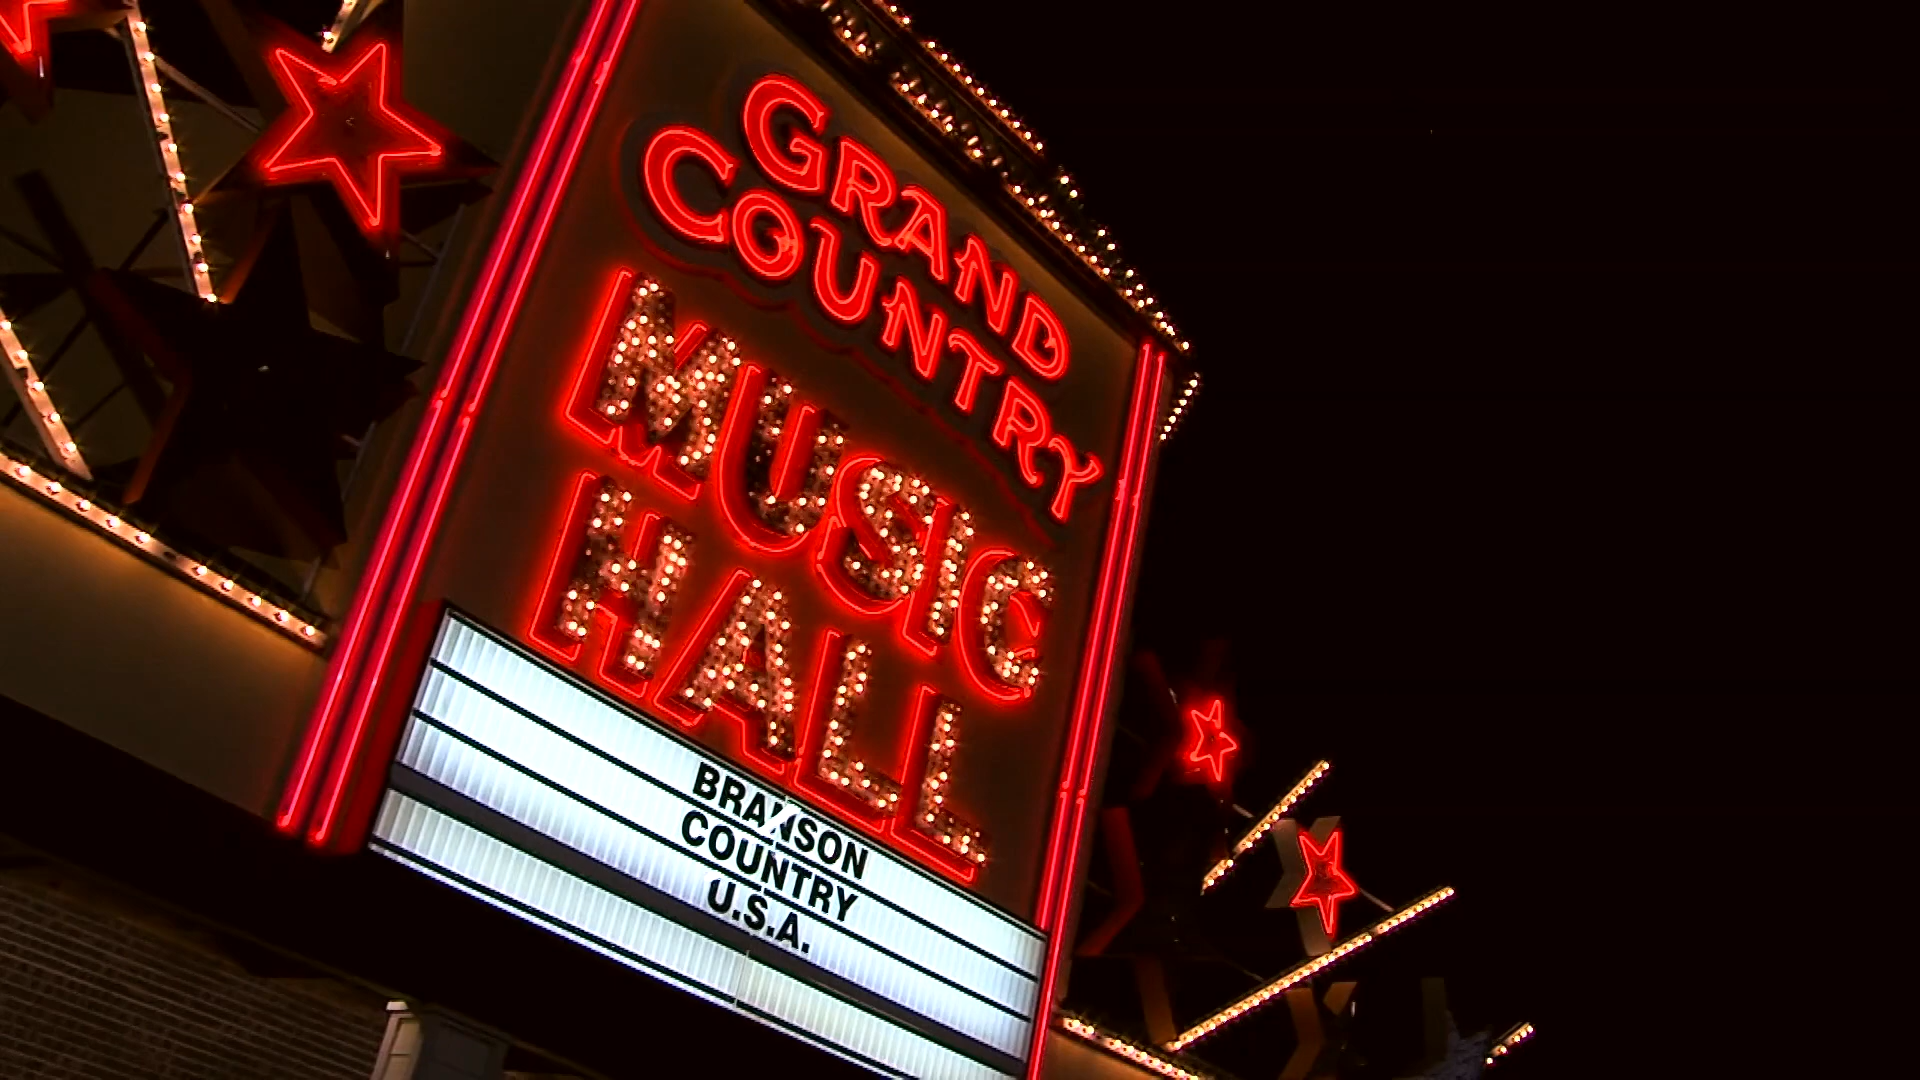 GRAND
COUNTRY
MUSIC
HALL
BRANSON
COUNTRY
U.S.A.